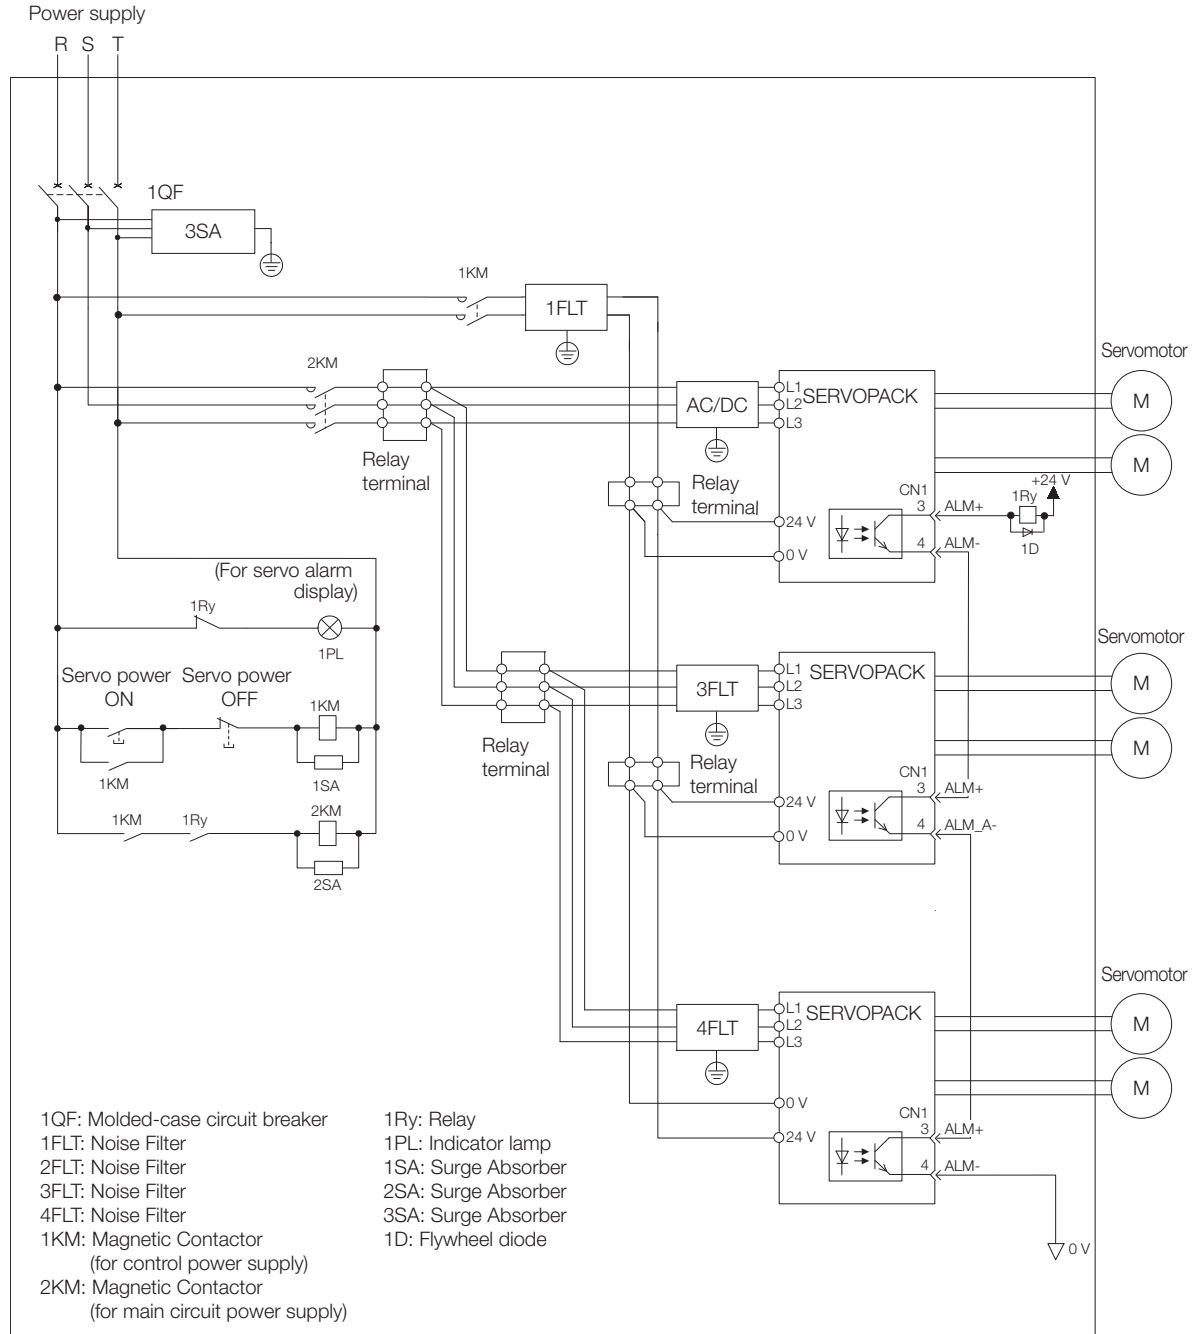 Power supply
R S T
1QF
3SA
1KM
1FLT
2KM
Servomotor
AC/DC
L1
L2
L3
SERVOPACK
M
Relay
terminal
M
Relay
terminal
+24 V
CN1
1Ry
3
ALM+
24 V
4
ALM-
1D
0 V
(For servo alarm
display)
1Ry
1PL
Servomotor
Servo power
ON
Servo power
OFF
3FLT
L1
L2
L3
SERVOPACK
M
1KM
Relay
terminal
M
1KM
1SA
Relay
terminal
CN1
3
ALM+
24 V
1KM
1Ry
2KM
4
ALM_A-
0 V
2SA
Servomotor
4FLT
L1
L2
L3
SERVOPACK
M
M
0 V
CN1
3
ALM+
24 V
4
ALM-
0 V
1QF: Molded-case circuit breaker
1FLT: Noise Filter
2FLT: Noise Filter
3FLT: Noise Filter
4FLT: Noise Filter
1KM: Magnetic Contactor
(for control power supply)
2KM: Magnetic Contactor
(for main circuit power supply)
1Ry: Relay
1PL: Indicator lamp
1SA: Surge Absorber
2SA: Surge Absorber
3SA: Surge Absorber
1D: Flywheel diode